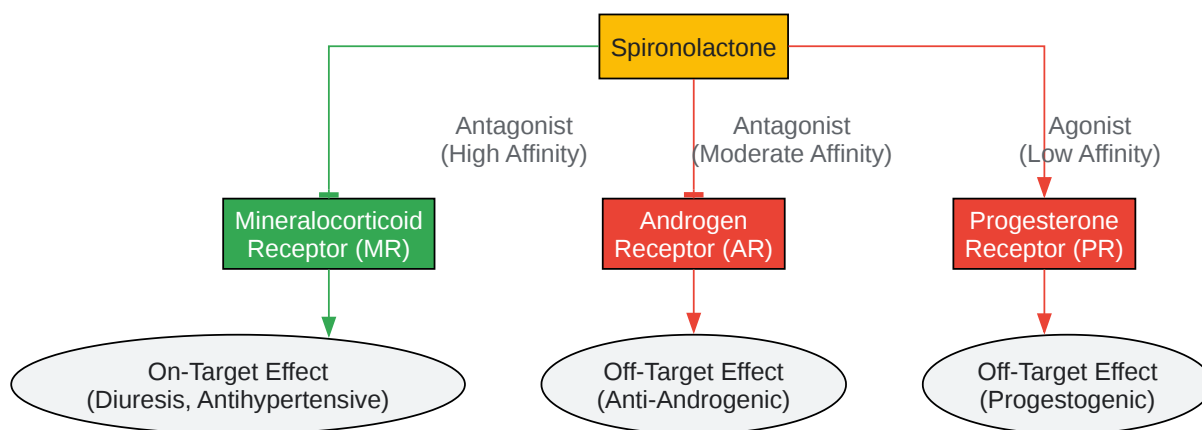 Spironolactone
Antagonist
(High Affinity)
Antagonist
(Moderate Affinity)
Agonist
(Low Affinity)
Mineralocorticoid
Receptor (MR)
Androgen
Receptor (AR)
Progesterone
Receptor (PR)
On-Target Effect
(Diuresis, Antihypertensive)
Off-Target Effect
(Anti-Androgenic)
Off-Target Effect
(Progestogenic)